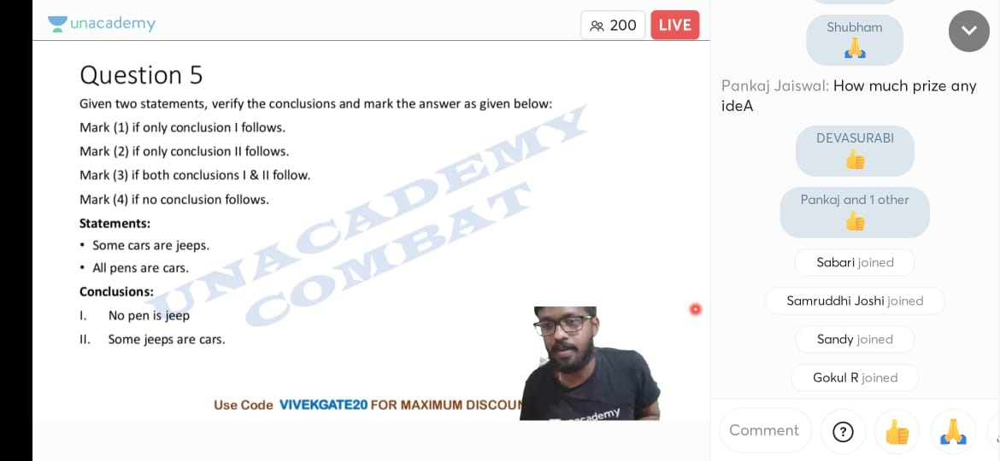 unacademy
200
LIVE
Question 5
Given two statements, verify the conclusions and mark the answer as given below:
Mark (1) if only conclusion I follows.
Mark (2) if only conclusion II follows.
Mark (3) if both conclusions I & II follow.
Mark (4) if no conclusion follows.
Statements:
• Some cars are jeeps.
• All pens are cars.
Conclusions:
I. No pen is jeep
II. Some jeeps are cars.
UNACADEMY
COMBAT
Use Code VIVEKGATE20 FOR MAXIMUM DISCOUN
academy
Shubham
Pankaj Jaiswal: How much prize any
ideA
DEVASURABI
Pankaj and 1 other
Sabari joined
Samruddhi Joshi joined
Sandy joined
Gokul R joined
Comment
?